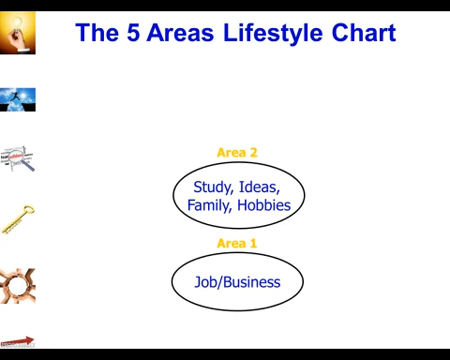 The 5 Areas Lifestyle Chart
Area 2
Study, Ideas,
Family, Hobbies
Area 1
Job/Business